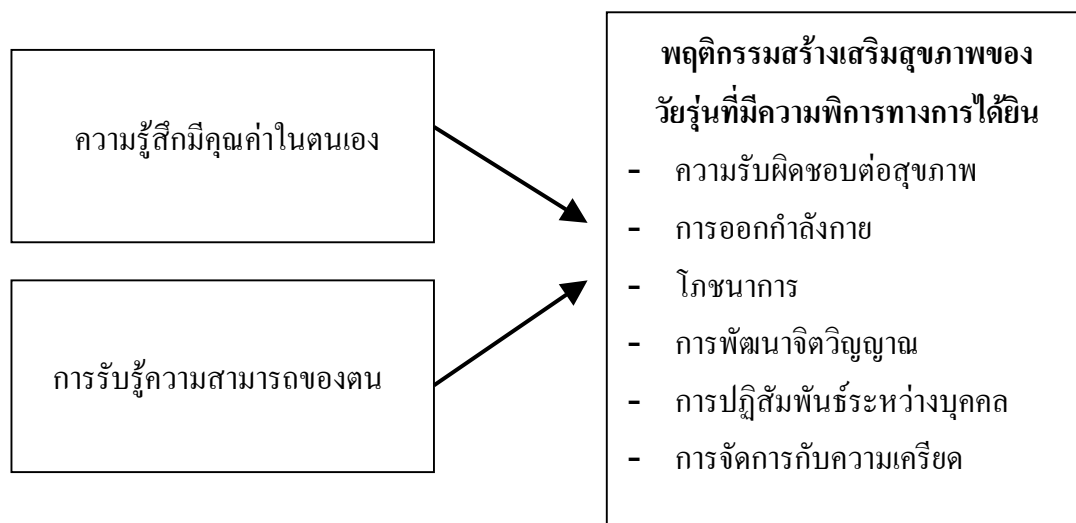 ความรู้สึกมีคุณค่าในตนเอง
การรับรู้ความสามารถของตน
พฤติกรรมสร้างเสริมสุขภาพของ
วัยรุ่นที่มีความพิการทางการได้ยิน
- ความรับผิดชอบต่อสุขภาพ
- การออกกำลังกาย
- โภชนาการ
- การพัฒนาจิตวิญญาณ
- การปฏิสัมพันธ์ระหว่างบุคคล
- การจัดการกับความเครียด